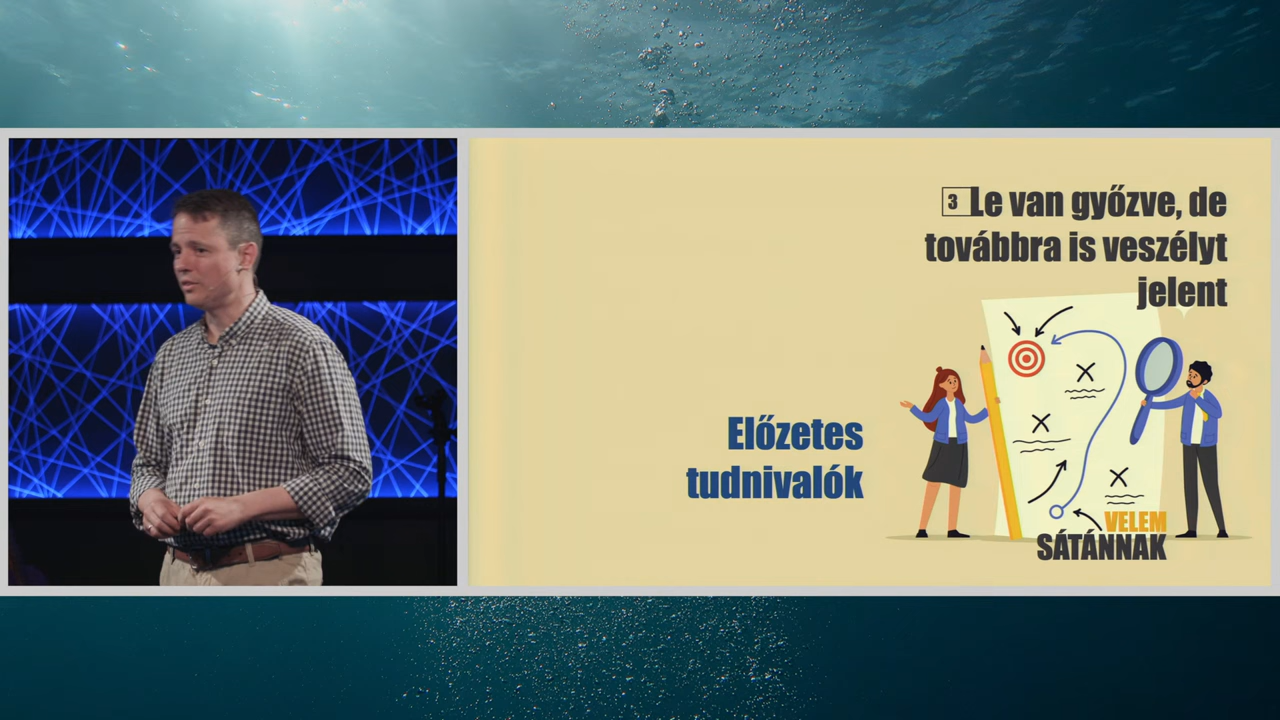 3 Le van győzve, de
továbbra is veszélyt
jelent
Előzetes
tudnivalók
VELEM
SÁTÁNNAK